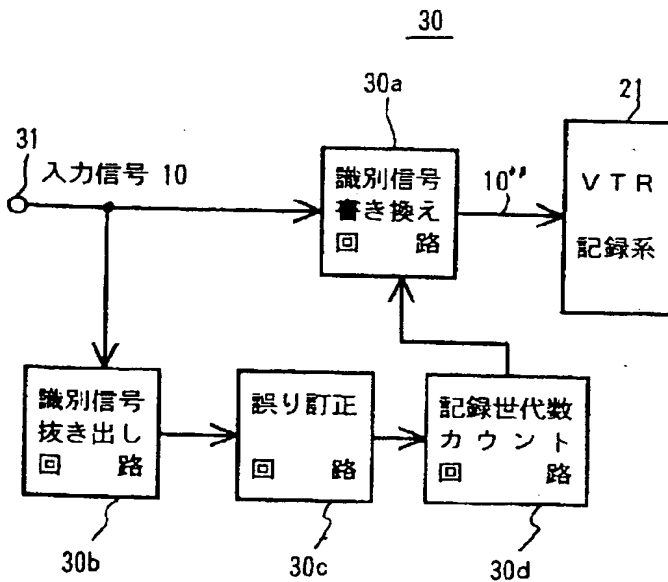 30
30a
21
31
入力信号 10
識別信号
書き換え
回 路
10''
VTR
記録系
識別信号
抜き出し
回 路
誤り訂正
回 路
記録世代数
カウント
回 路
30b
30c
30d